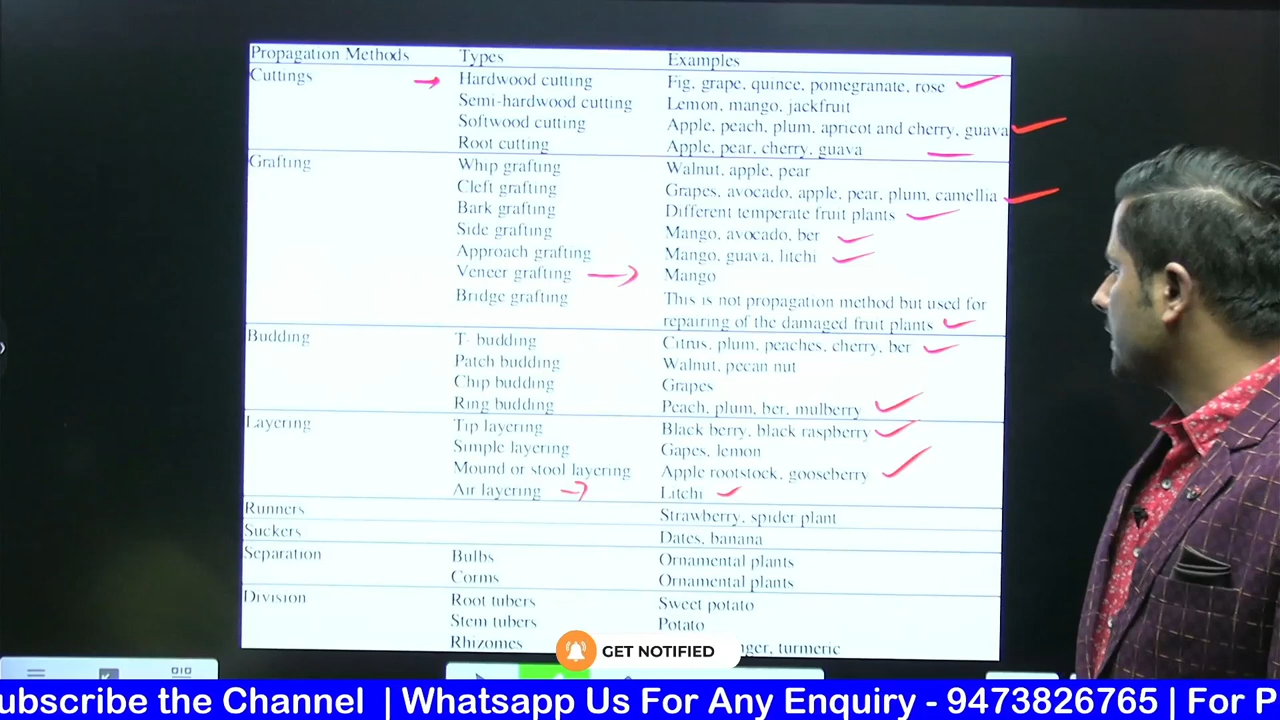 Propagation Methods Types Examples
Cuttings Hardwood cutting Fig, grape, quince, pomegranate, rose
Semi-hardwood cutting Lemon, mango, jackfruit
Softwood cutting Apple, peach, plum, apricot and cherry, guava
Root cutting Apple, pear, cherry, guava
Grafting Whip grafting Walnut, apple, pear
Cleft grafting Grapes, avocado, apple, pear, plum, camellia
Bark grafting Different temperate fruit plants
Side grafting Mango, avocado, ber
Approach grafting Mango, guava, litchi
Veneer grafting Mango
Bridge grafting This is not propagation method but used for
repairing of the damaged fruit plants
Budding T- budding Citrus, plum, peaches, cherry, ber
Patch budding Walnut, pecan nut
Chip budding Grapes
Ring budding Peach, plum, ber, mulberry
Layering Tip layering Black berry, black raspberry
Simple layering Gapes, lemon
Mound or stool layering Apple rootstock, gooseberry
Air layering Litchi
Runners Strawberry, spider plant
Suckers Dates, banana
Separation Bulbs Ornamental plants
Corms Ornamental plants
Division Root tubers Sweet potato
Stem tubers Potato
Rhizomes nger, turmeric
GET NOTIFIED
ubscribe the Channel | Whatsapp Us For Any Enquiry - 9473826765 | For P